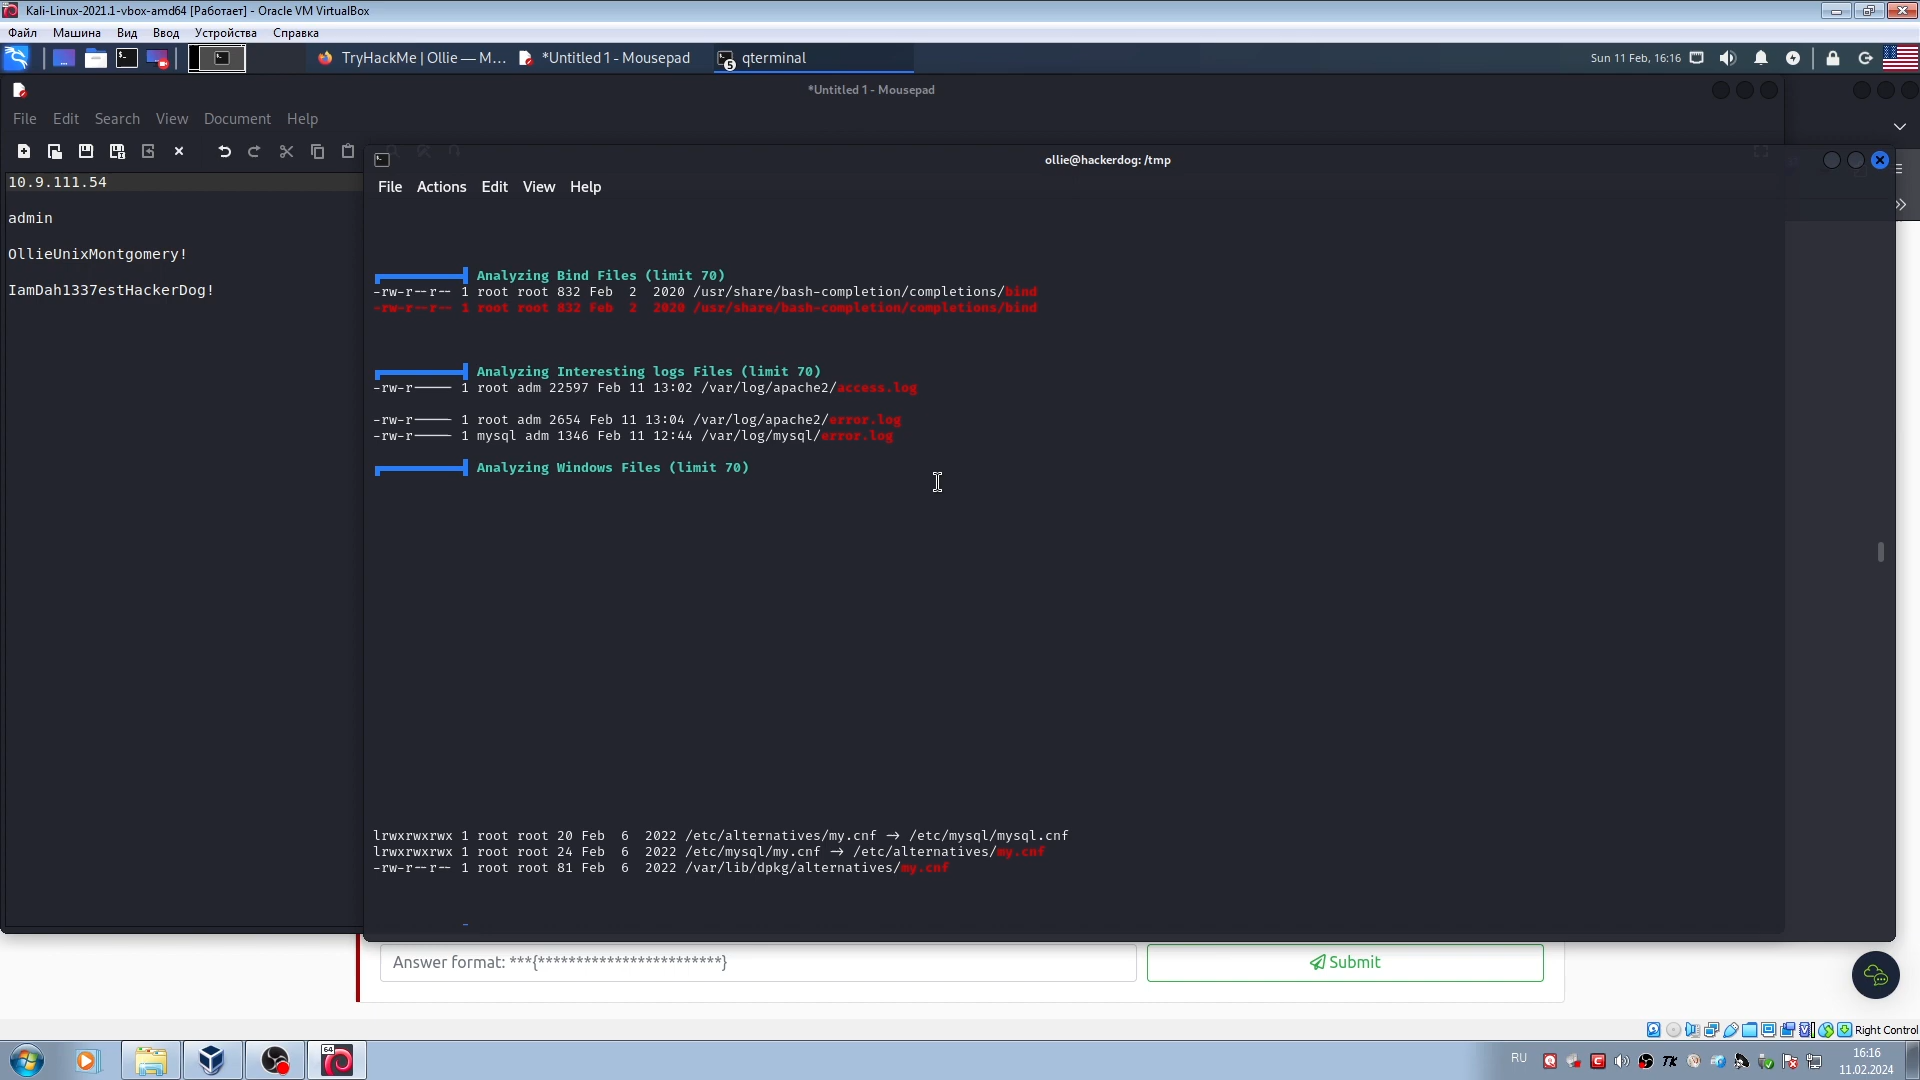 Kali-Linux-2021.1-vbox-amd64 [Работает] - Oracle VM VirtualBox
Файл Машина Вид Ввод Устройства Справка
TryHackMe | Ollie — M... *Untitled 1 - Mousepad 5 qterminal Sun 11 Feb, 16:16
*Untitled 1 - Mousepad
File Edit Search View Document Help
10.9.111.54
admin
OllieUnixMontgomery!
IamDah1337estHackerDog!
ollie@hackerdog: /tmp
File Actions Edit View Help
Analyzing Bind Files (limit 70)
-rw-r--r-- 1 root root 832 Feb  2  2020 /usr/share/bash-completion/completions/bind
-rw-r--r-- 1 root root 832 Feb  2  2020 /usr/share/bash-completion/completions/bind
Analyzing Interesting logs Files (limit 70)
-rw-r----- 1 root adm 22597 Feb 11 13:02 /var/log/apache2/access.log
-rw-r----- 1 root adm 2654 Feb 11 13:04 /var/log/apache2/error.log
-rw-r----- 1 mysql adm 1346 Feb 11 12:44 /var/log/mysql/error.log
Analyzing Windows Files (limit 70)
lrwxrwxrwx 1 root root 20 Feb  6  2022 /etc/alternatives/my.cnf → /etc/mysql/mysql.cnf
lrwxrwxrwx 1 root root 24 Feb  6  2022 /etc/mysql/my.cnf → /etc/alternatives/my.cnf
-rw-r--r-- 1 root root 81 Feb  6  2022 /var/lib/dpkg/alternatives/my.cnf
Answer format: ***{************************} Submit
Right Control
64
RU TK 16:16
11.02.2024